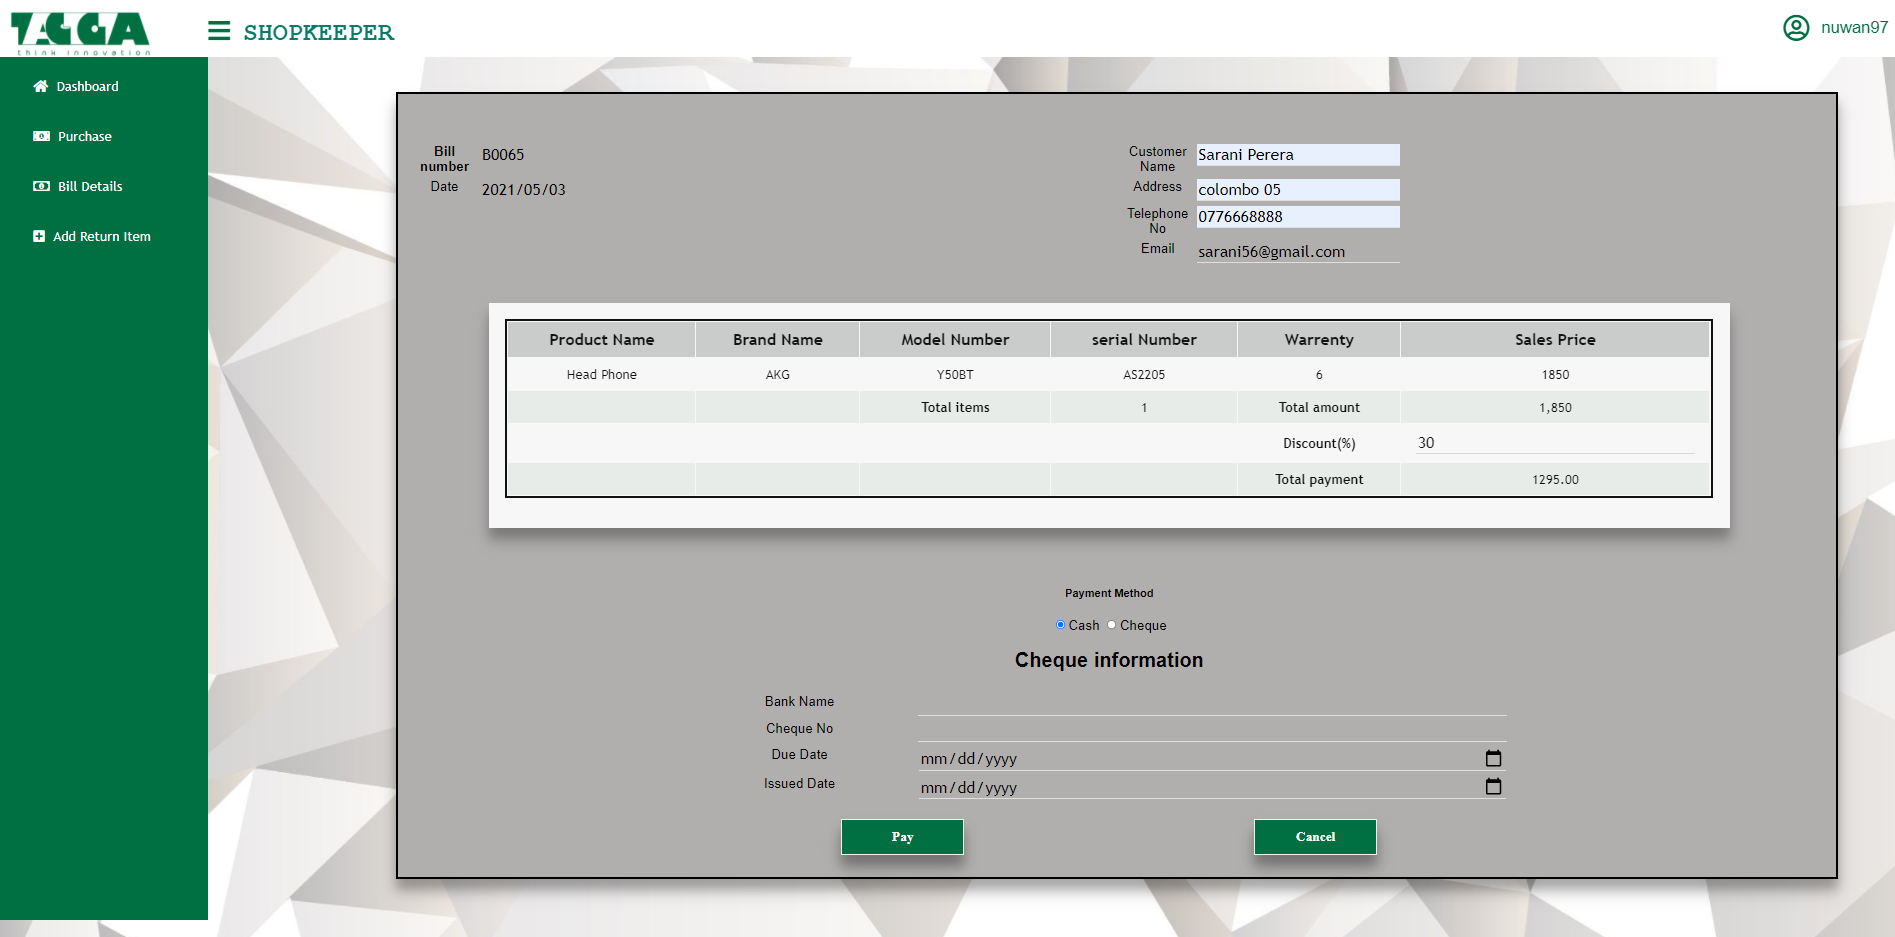 TAGGA
think innovation
SHOPKEEPER
nuwan97
Dashboard
Purchase
Bill Details
Add Return Item
Bill number B0065
Date 2021/05/03
Customer Name Sarani Perera
Address colombo 05
Telephone No 0776668888
Email sarani56@gmail.com
Product Name Brand Name Model Number serial Number Warrenty Sales Price
Head Phone AKG Y50BT AS2205 6 1850
Total items 1 Total amount 1,850
Discount(%) 30
Total payment 1295.00
Payment Method
Cash Cheque
Cheque information
Bank Name
Cheque No
Due Date mm/dd/yyyy
Issued Date mm/dd/yyyy
Pay Cancel